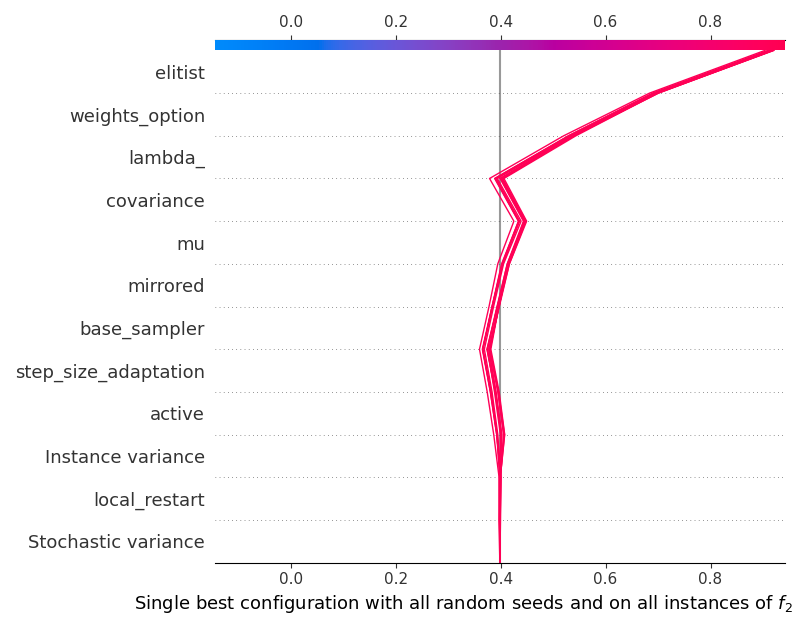 0.0 0.2 0.4 0.6 0.8
elitist
weights_option
lambda_
covariance
mu
mirrored
base_sampler
step_size_adaptation
active
Instance variance
local_restart
Stochastic variance
0.0 0.2 0.4 0.6 0.8
Single best configuration with all random seeds and on all instances of f₂